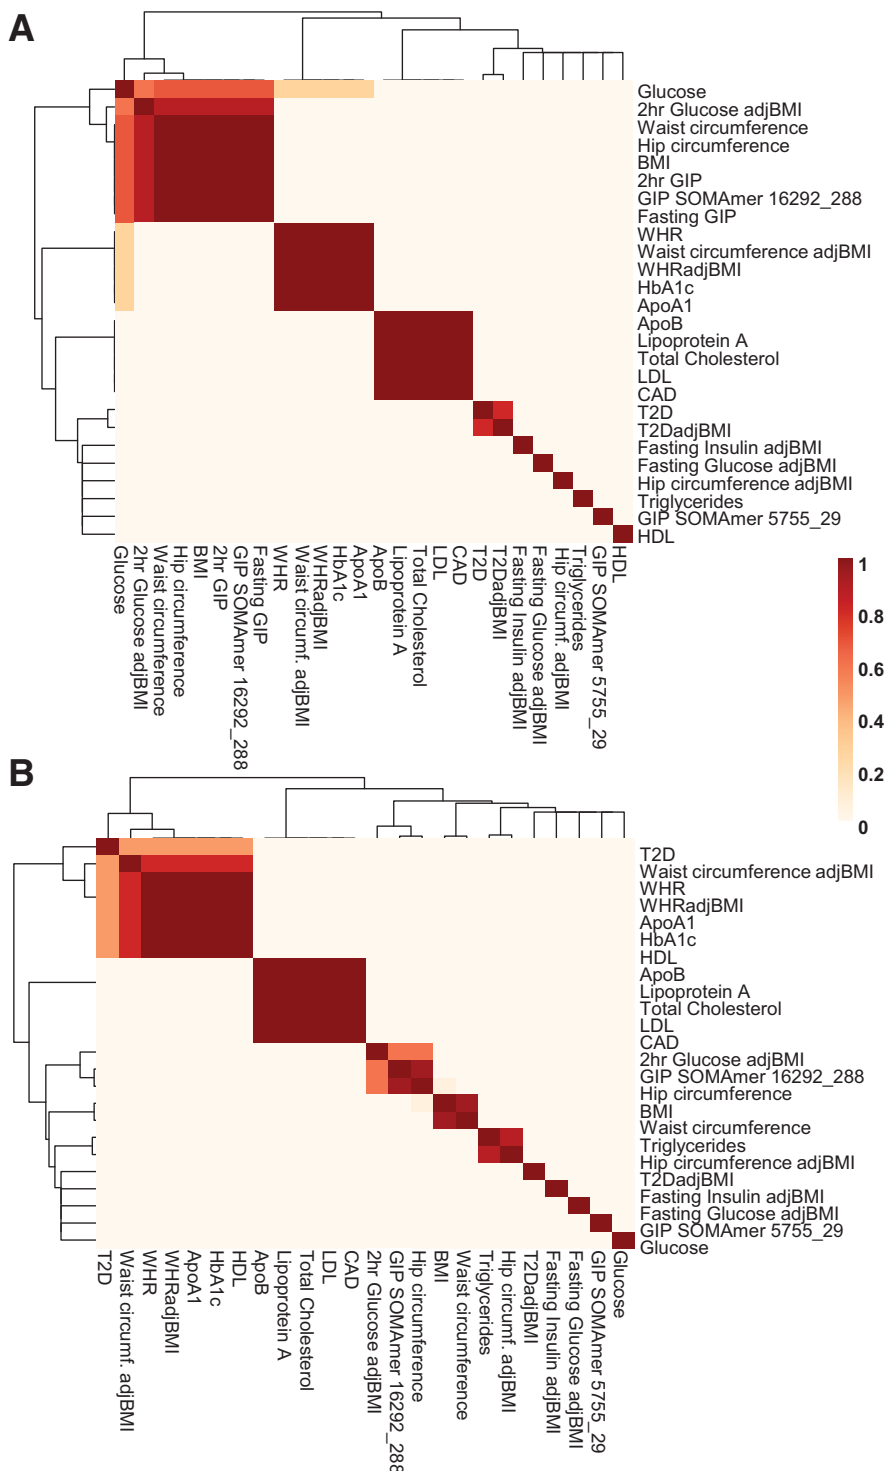 A
Glucose
2hr Glucose adjBMI
Waist circumference
Hip circumference
BMI
2hr GIP
GIP SOMAmer 16292_288
Fasting GIP
WHR
Waist circumference adjBMI
WHRadjBMI
HbA1c
ApoA1
ApoB
Lipoprotein A
Total Cholesterol
LDL
CAD
T2D
T2DadjBMI
Fasting Insulin adjBMI
Fasting Glucose adjBMI
Hip circumference adjBMI
Triglycerides
GIP SOMAmer 5755_29
HDL
Glucose
2hr Glucose adjBMI
Waist circumference
Hip circumference
BMI
2hr GIP
GIP SOMAmer 16292_288
Fasting GIP
WHR
Waist circumf. adjBMI
WHRadjBMI
HbA1c
ApoA1
ApoB
Lipoprotein A
Total Cholesterol
LDL
CAD
T2D
T2DadjBMI
Fasting Insulin adjBMI
Fasting Glucose adjBMI
Hip circumf. adjBMI
Triglycerides
GIP SOMAmer 5755_29
HDL
1
0.8
0.6
0.4
0.2
0
B
T2D
Waist circumference adjBMI
WHR
WHRadjBMI
ApoA1
HbA1c
HDL
ApoB
Lipoprotein A
Total Cholesterol
LDL
CAD
2hr Glucose adjBMI
GIP SOMAmer 16292_288
Hip circumference
BMI
Waist circumference
Triglycerides
Hip circumference adjBMI
T2DadjBMI
Fasting Insulin adjBMI
Fasting Glucose adjBMI
GIP SOMAmer 5755_29
Glucose
T2D
Waist circumf. adjBMI
WHR
WHRadjBMI
ApoA1
HbA1c
HDL
ApoB
Lipoprotein A
Total Cholesterol
LDL
CAD
2hr Glucose adjBMI
GIP SOMAmer 16292_288
Hip circumference
BMI
Waist circumference
Triglycerides
Hip circumf. adjBMI
T2DadjBMI
Fasting Insulin adjBMI
Fasting Glucose adjBMI
GIP SOMAmer 5755_29
Glucose